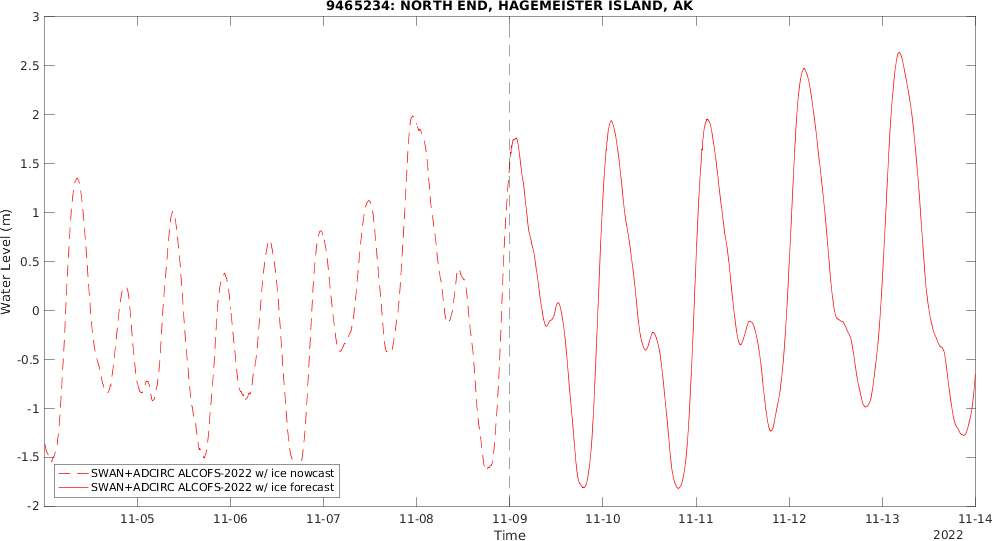 9465234: NORTH END, HAGEMEISTER ISLAND, AK
3
2.5
2
1.5
1
0.5
0
-0.5
-1
-1.5
-2
Water Level (m)
SWAN+ADCIRC ALCOFS-2022 w/ ice nowcast
SWAN+ADCIRC ALCOFS-2022 w/ ice forecast
11-05 11-06 11-07 11-08 11-09 11-10 11-11 11-12 11-13 11-14
Time
2022